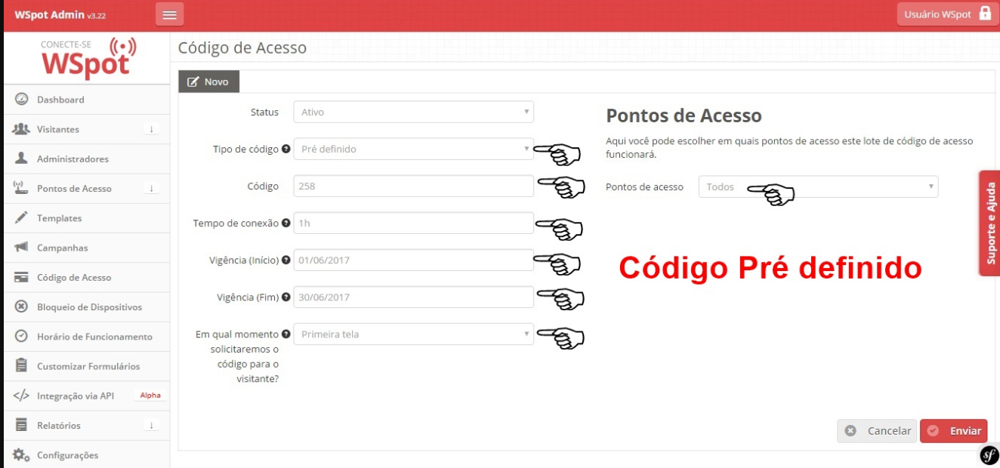 WSpot Admin v3.22
Usuário WSpot
CONECTE-SE
WSpot
Dashboard
Visitantes
Administradores
Pontos de Acesso
Templates
Campanhas
Código de Acesso
Bloqueio de Dispositivos
Horário de Funcionamento
Customizar Formulários
Integração via API Alpha
Relatórios
Configurações
Código de Acesso
Novo
Status Ativo
Tipo de código Pré definido
Código 258
Tempo de conexão 1h
Vigência (Início) 01/06/2017
Vigência (Fim) 30/06/2017
Em qual momento Primeira tela
solicitaremos o
código para o
visitante?
Pontos de Acesso
Aqui você pode escolher em quais pontos de acesso este lote de código de acesso
funcionará.
Pontos de acesso Todos
Código Pré definido
Suporte e Ajuda
Cancelar
Enviar
sf